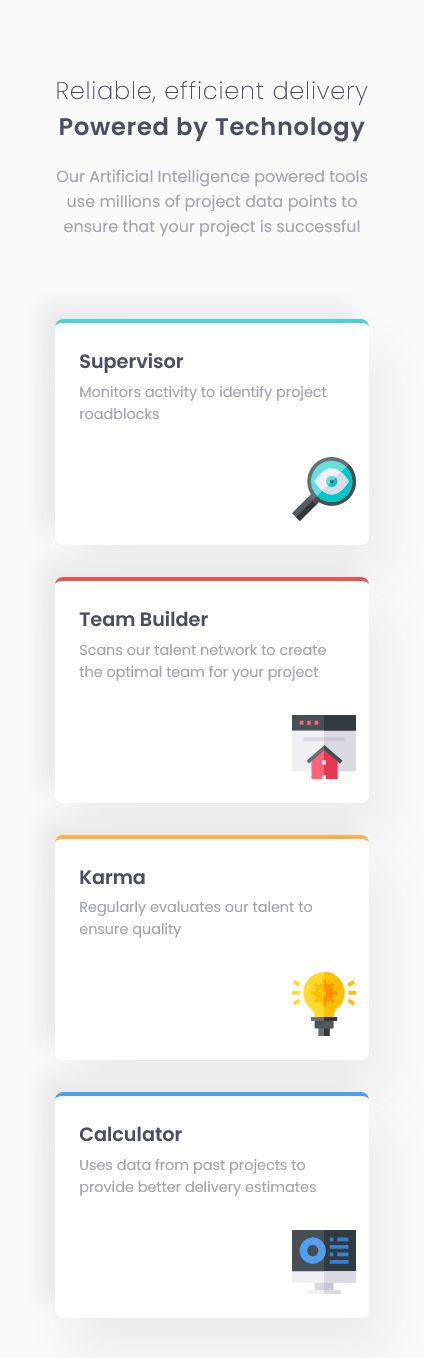 Reliable, efficient delivery
Powered by Technology
Our Artificial Intelligence powered tools
use millions of project data points to
ensure that your project is successful
Supervisor
Monitors activity to identify project
roadblocks
Team Builder
Scans our talent network to create
the optimal team for your project
Karma
Regularly evaluates our talent to
ensure quality
Calculator
Uses data from past projects to
provide better delivery estimates